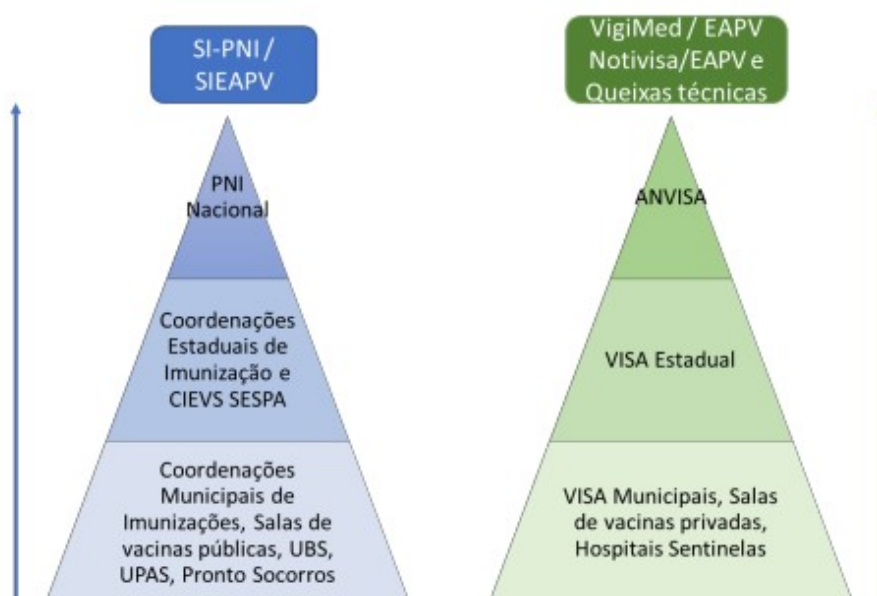 SI-PNI /
SIEAPV
PNI
Nacional
Coordenações
Estaduais de
Imunização e
CIEVS SESPA
Coordenações
Municipais de
Imunizações, Salas de
vacinas públicas, UBS,
UPAS, Pronto Socorros
VigiMed / EAPV
Notivisa/EAPV e
Queixas técnicas
ANVISA
VISA Estadual
VISA Municipais, Salas
de vacinas privadas,
Hospitais Sentinelas